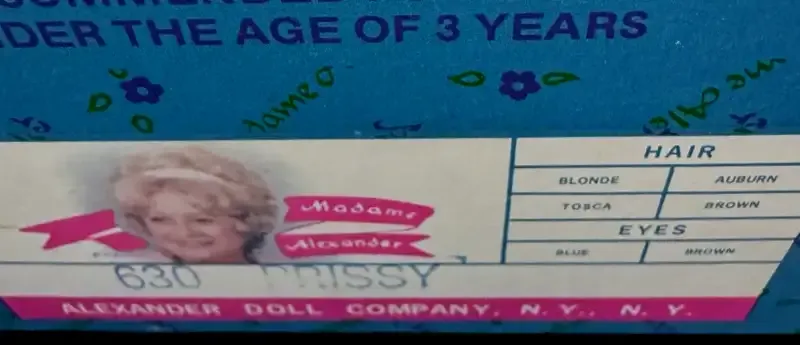 DER THE AGE OF 3 YEARS
HAIR
BLONDE AUBURN
TOSCA BROWN
EYES
BLUE BROWN
Madame
Alexander
630 PRISSY
ALEXANDER DOLL COMPANY, N. Y., N. Y.